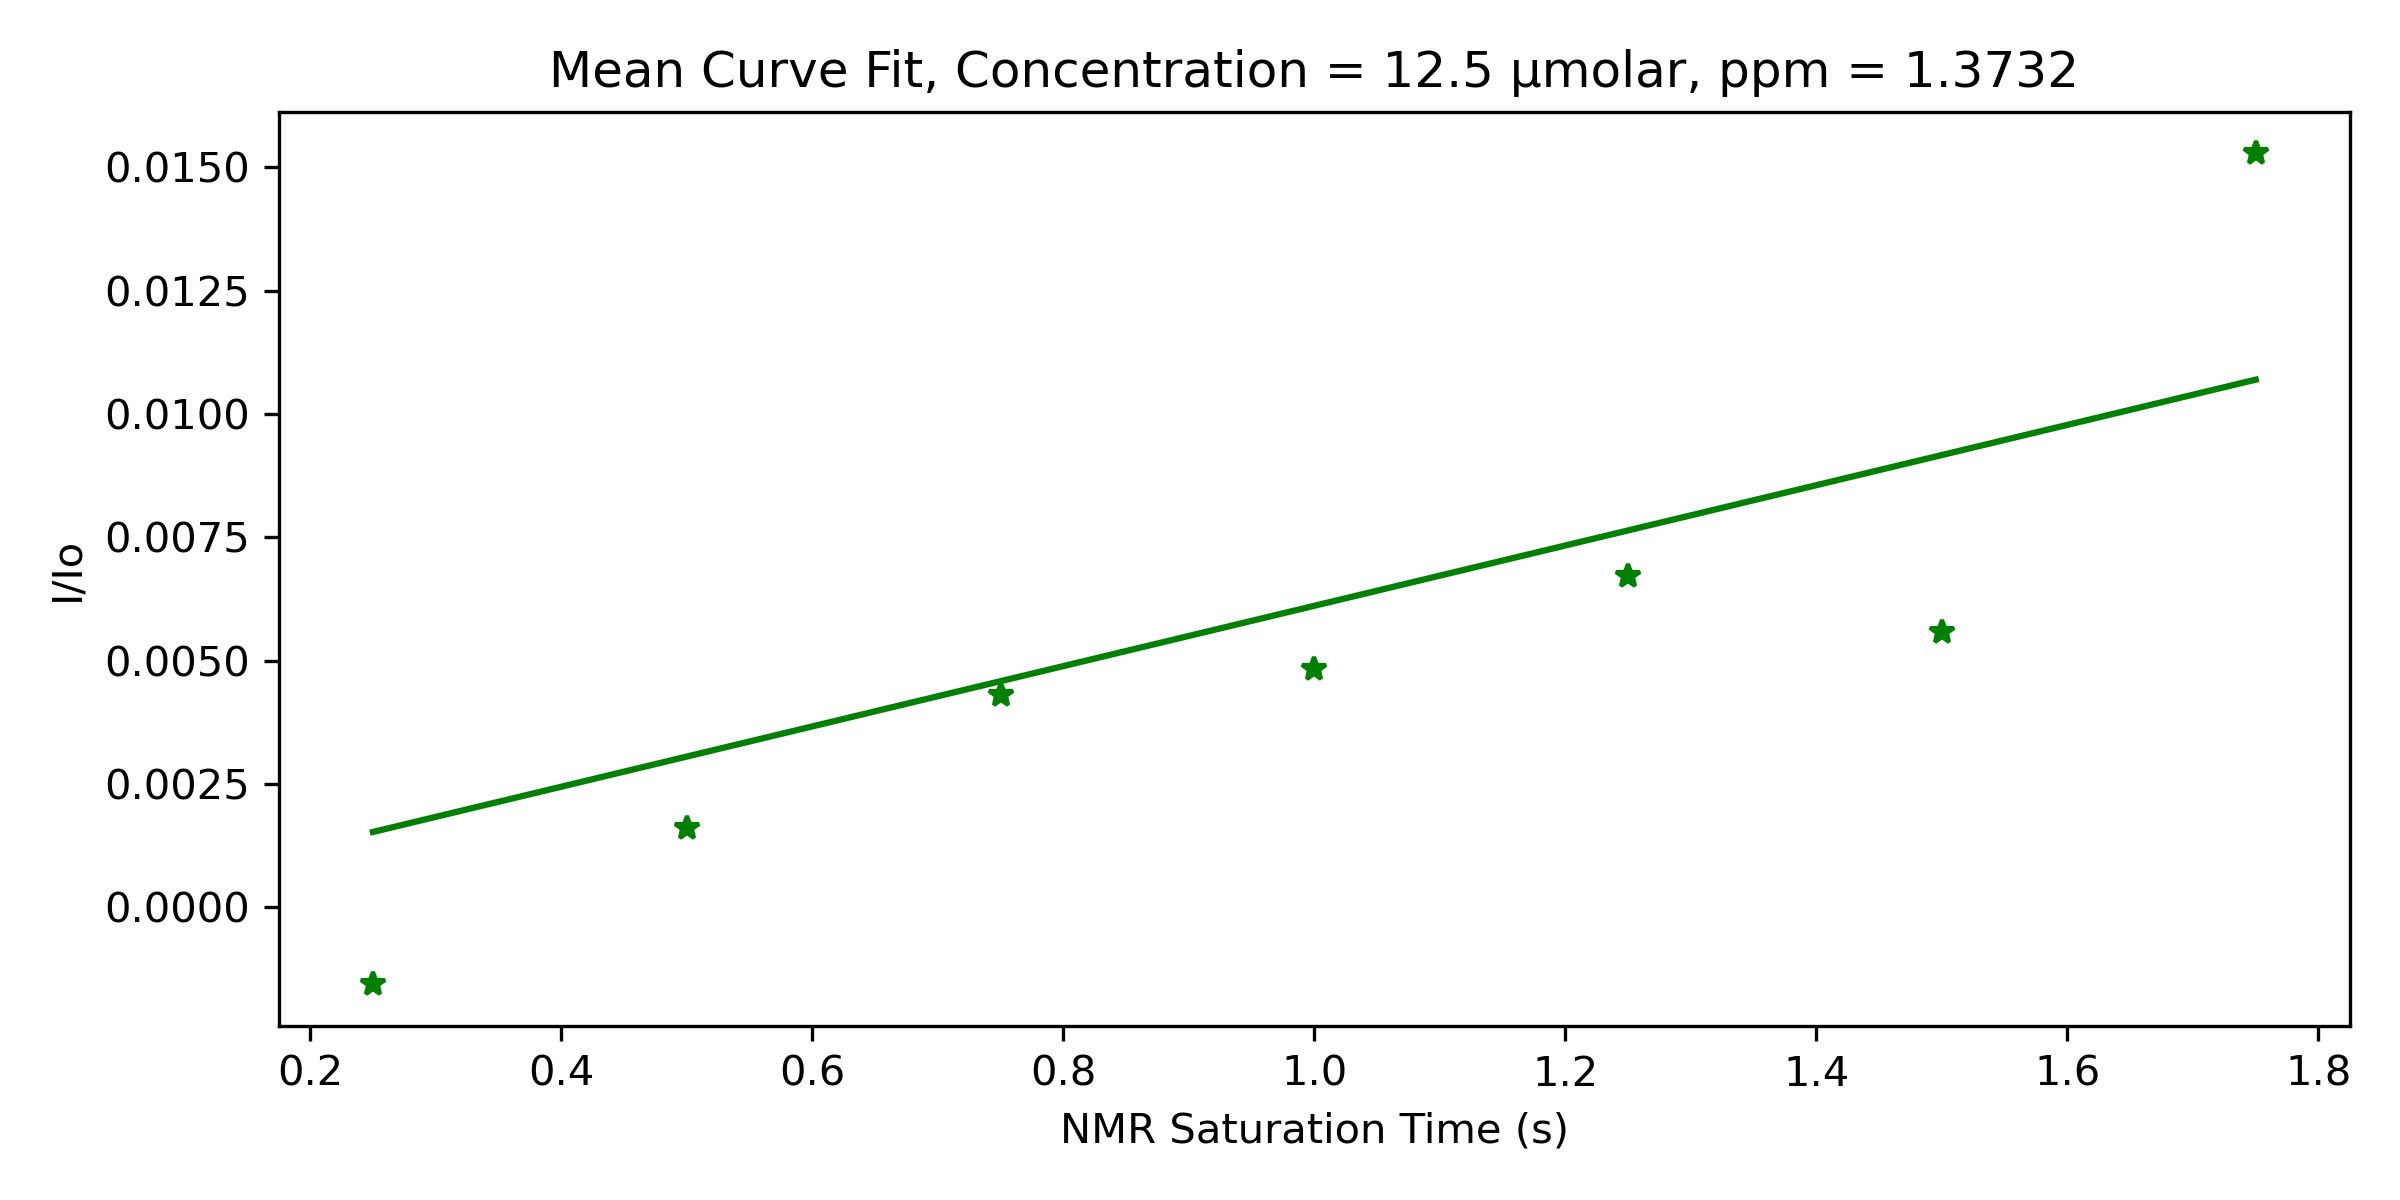 Mean Curve Fit, Concentration = 12.5 µmolar, ppm = 1.3732
0.0150
0.0125
0.0100
0.0075
0.0050
0.0025
0.0000
I/Io
0.2 0.4 0.6 0.8 1.0 1.2 1.4 1.6 1.8
NMR Saturation Time (s)